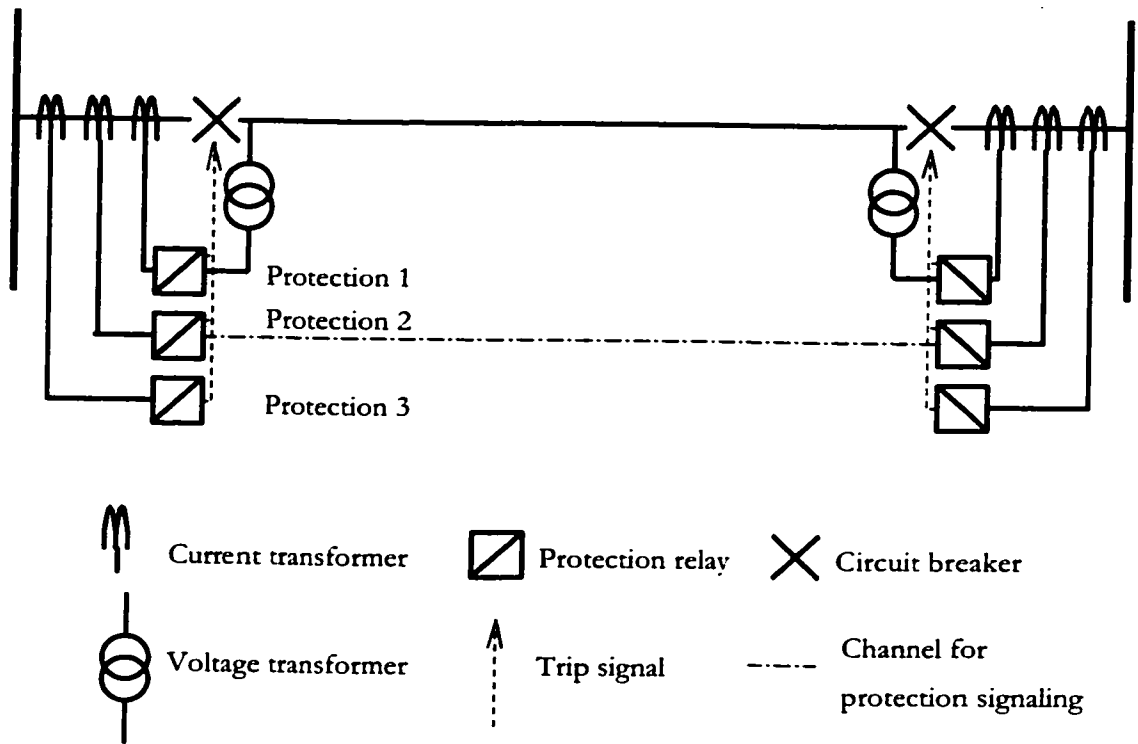 Protection 1
Protection 2
Protection 3
Current transformer
Protection relay
Circuit breaker
Voltage transformer
Trip signal
Channel for
protection signaling